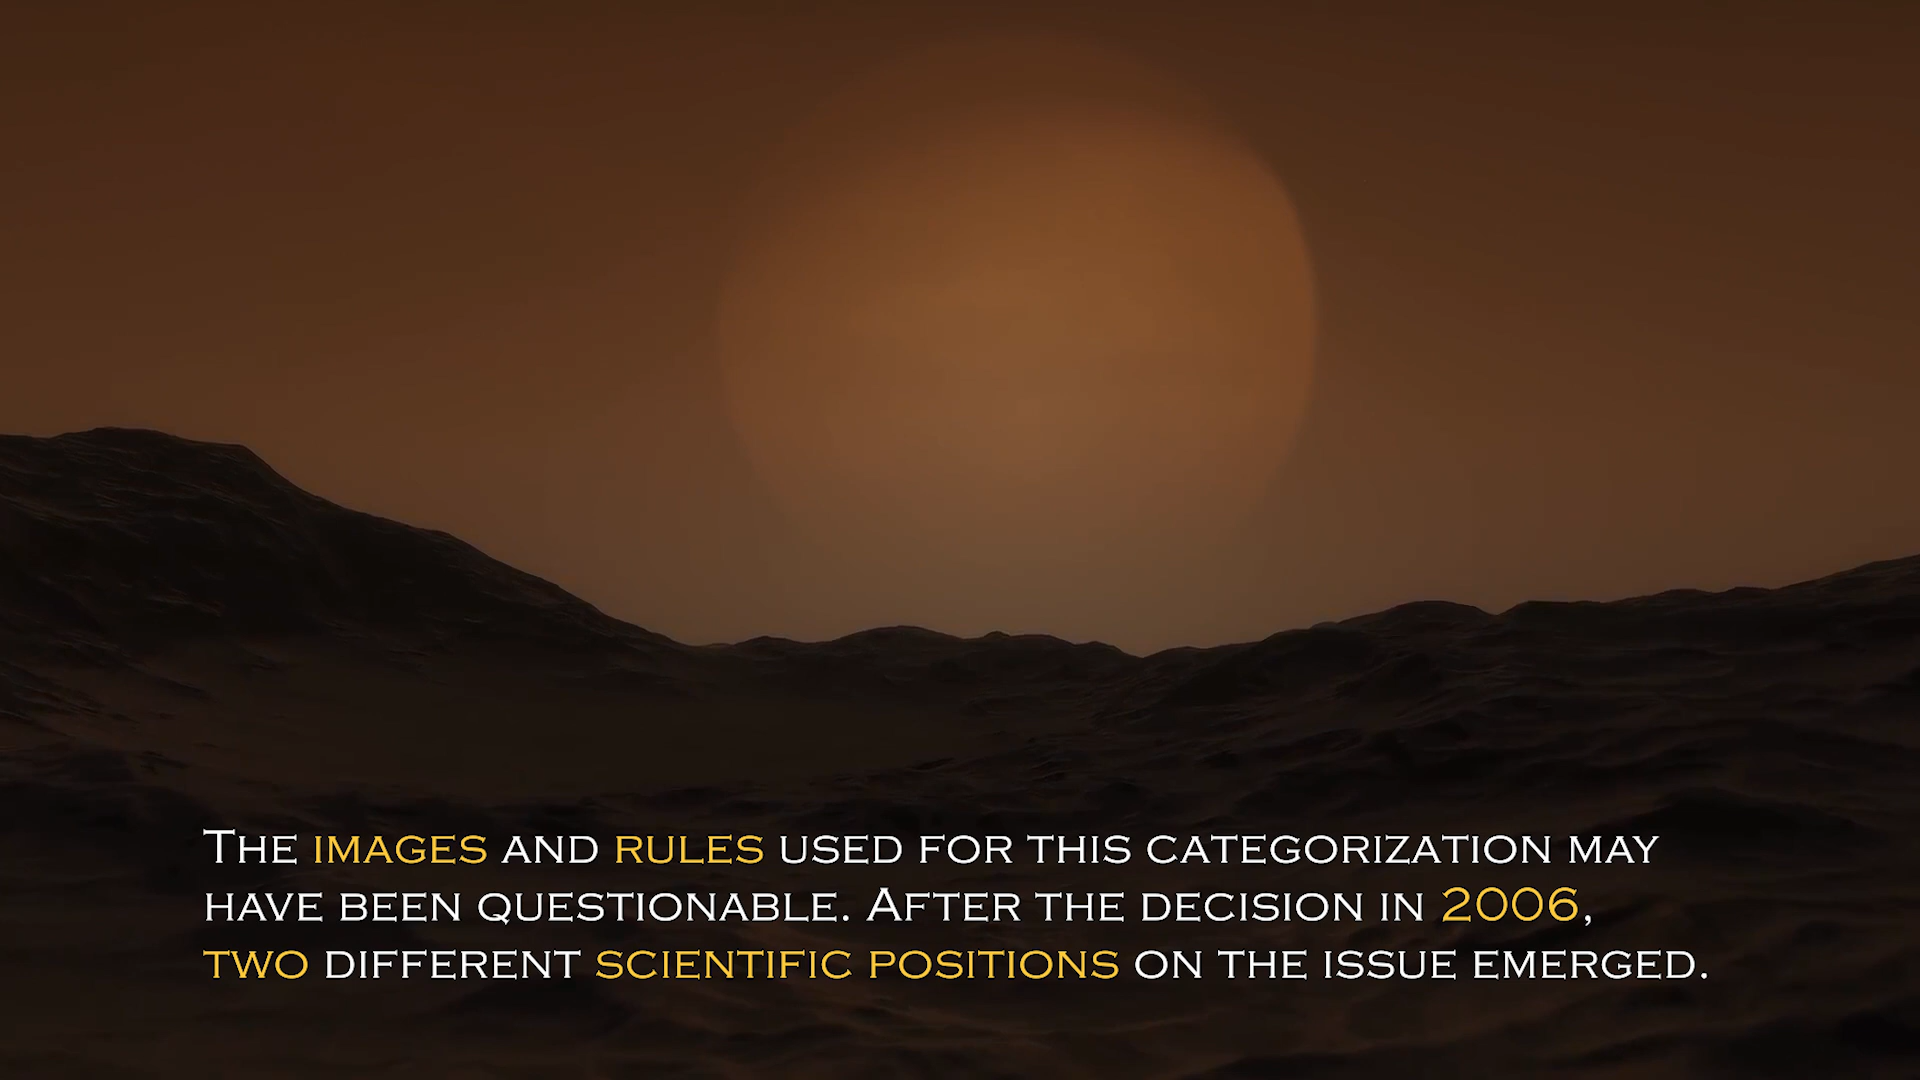 The images and rules used for this categorization may
have been questionable. After the decision in 2006,
two different scientific positions on the issue emerged.